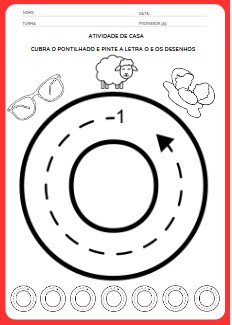 NOME: DATA:
TURMA: PROFESSOR (A):
ATIVIDADE DE CASA
CUBRA O PONTILHADO E PINTE A LETRA O E OS DESENHOS
1